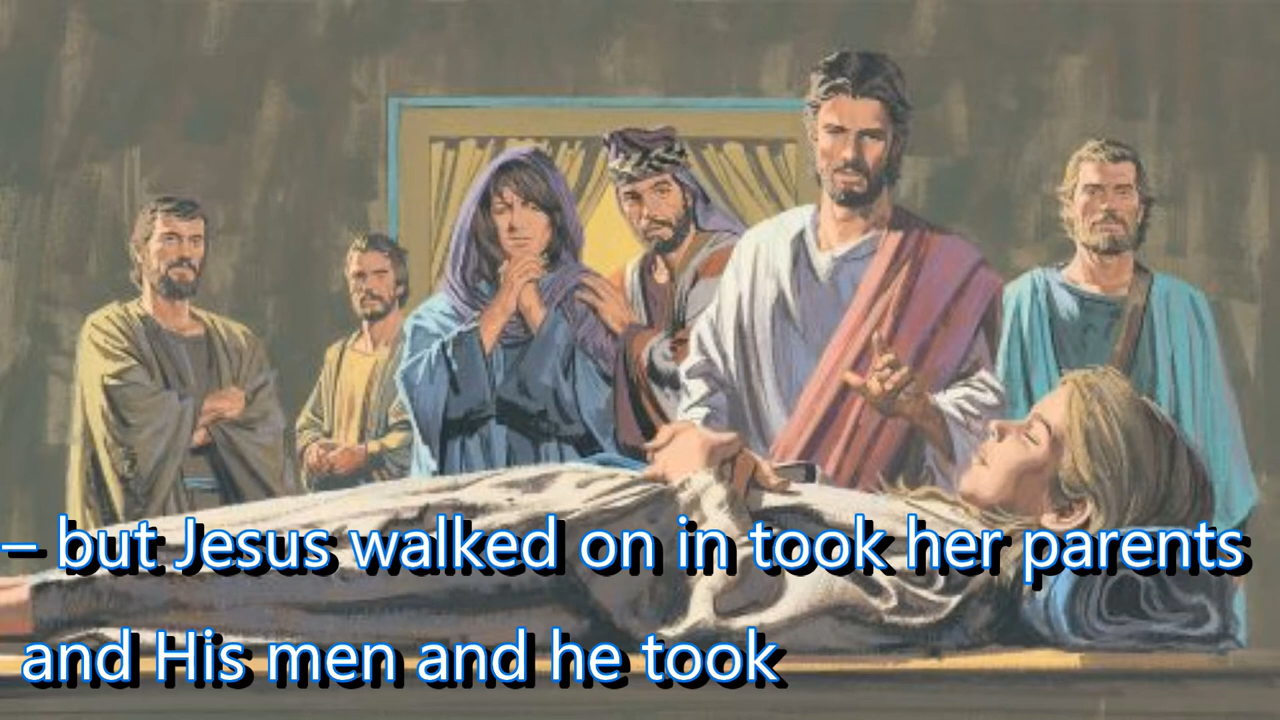 – but Jesus walked on in took her parents
and His men and he took